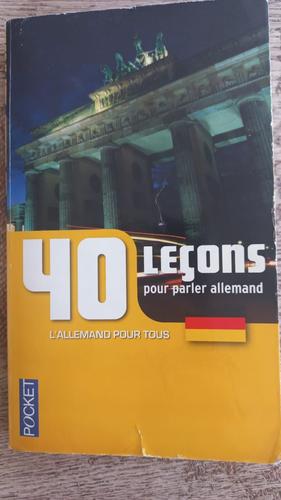 40 LEÇONS
pour parler allemand
L'ALLEMAND POUR TOUS
POCKET